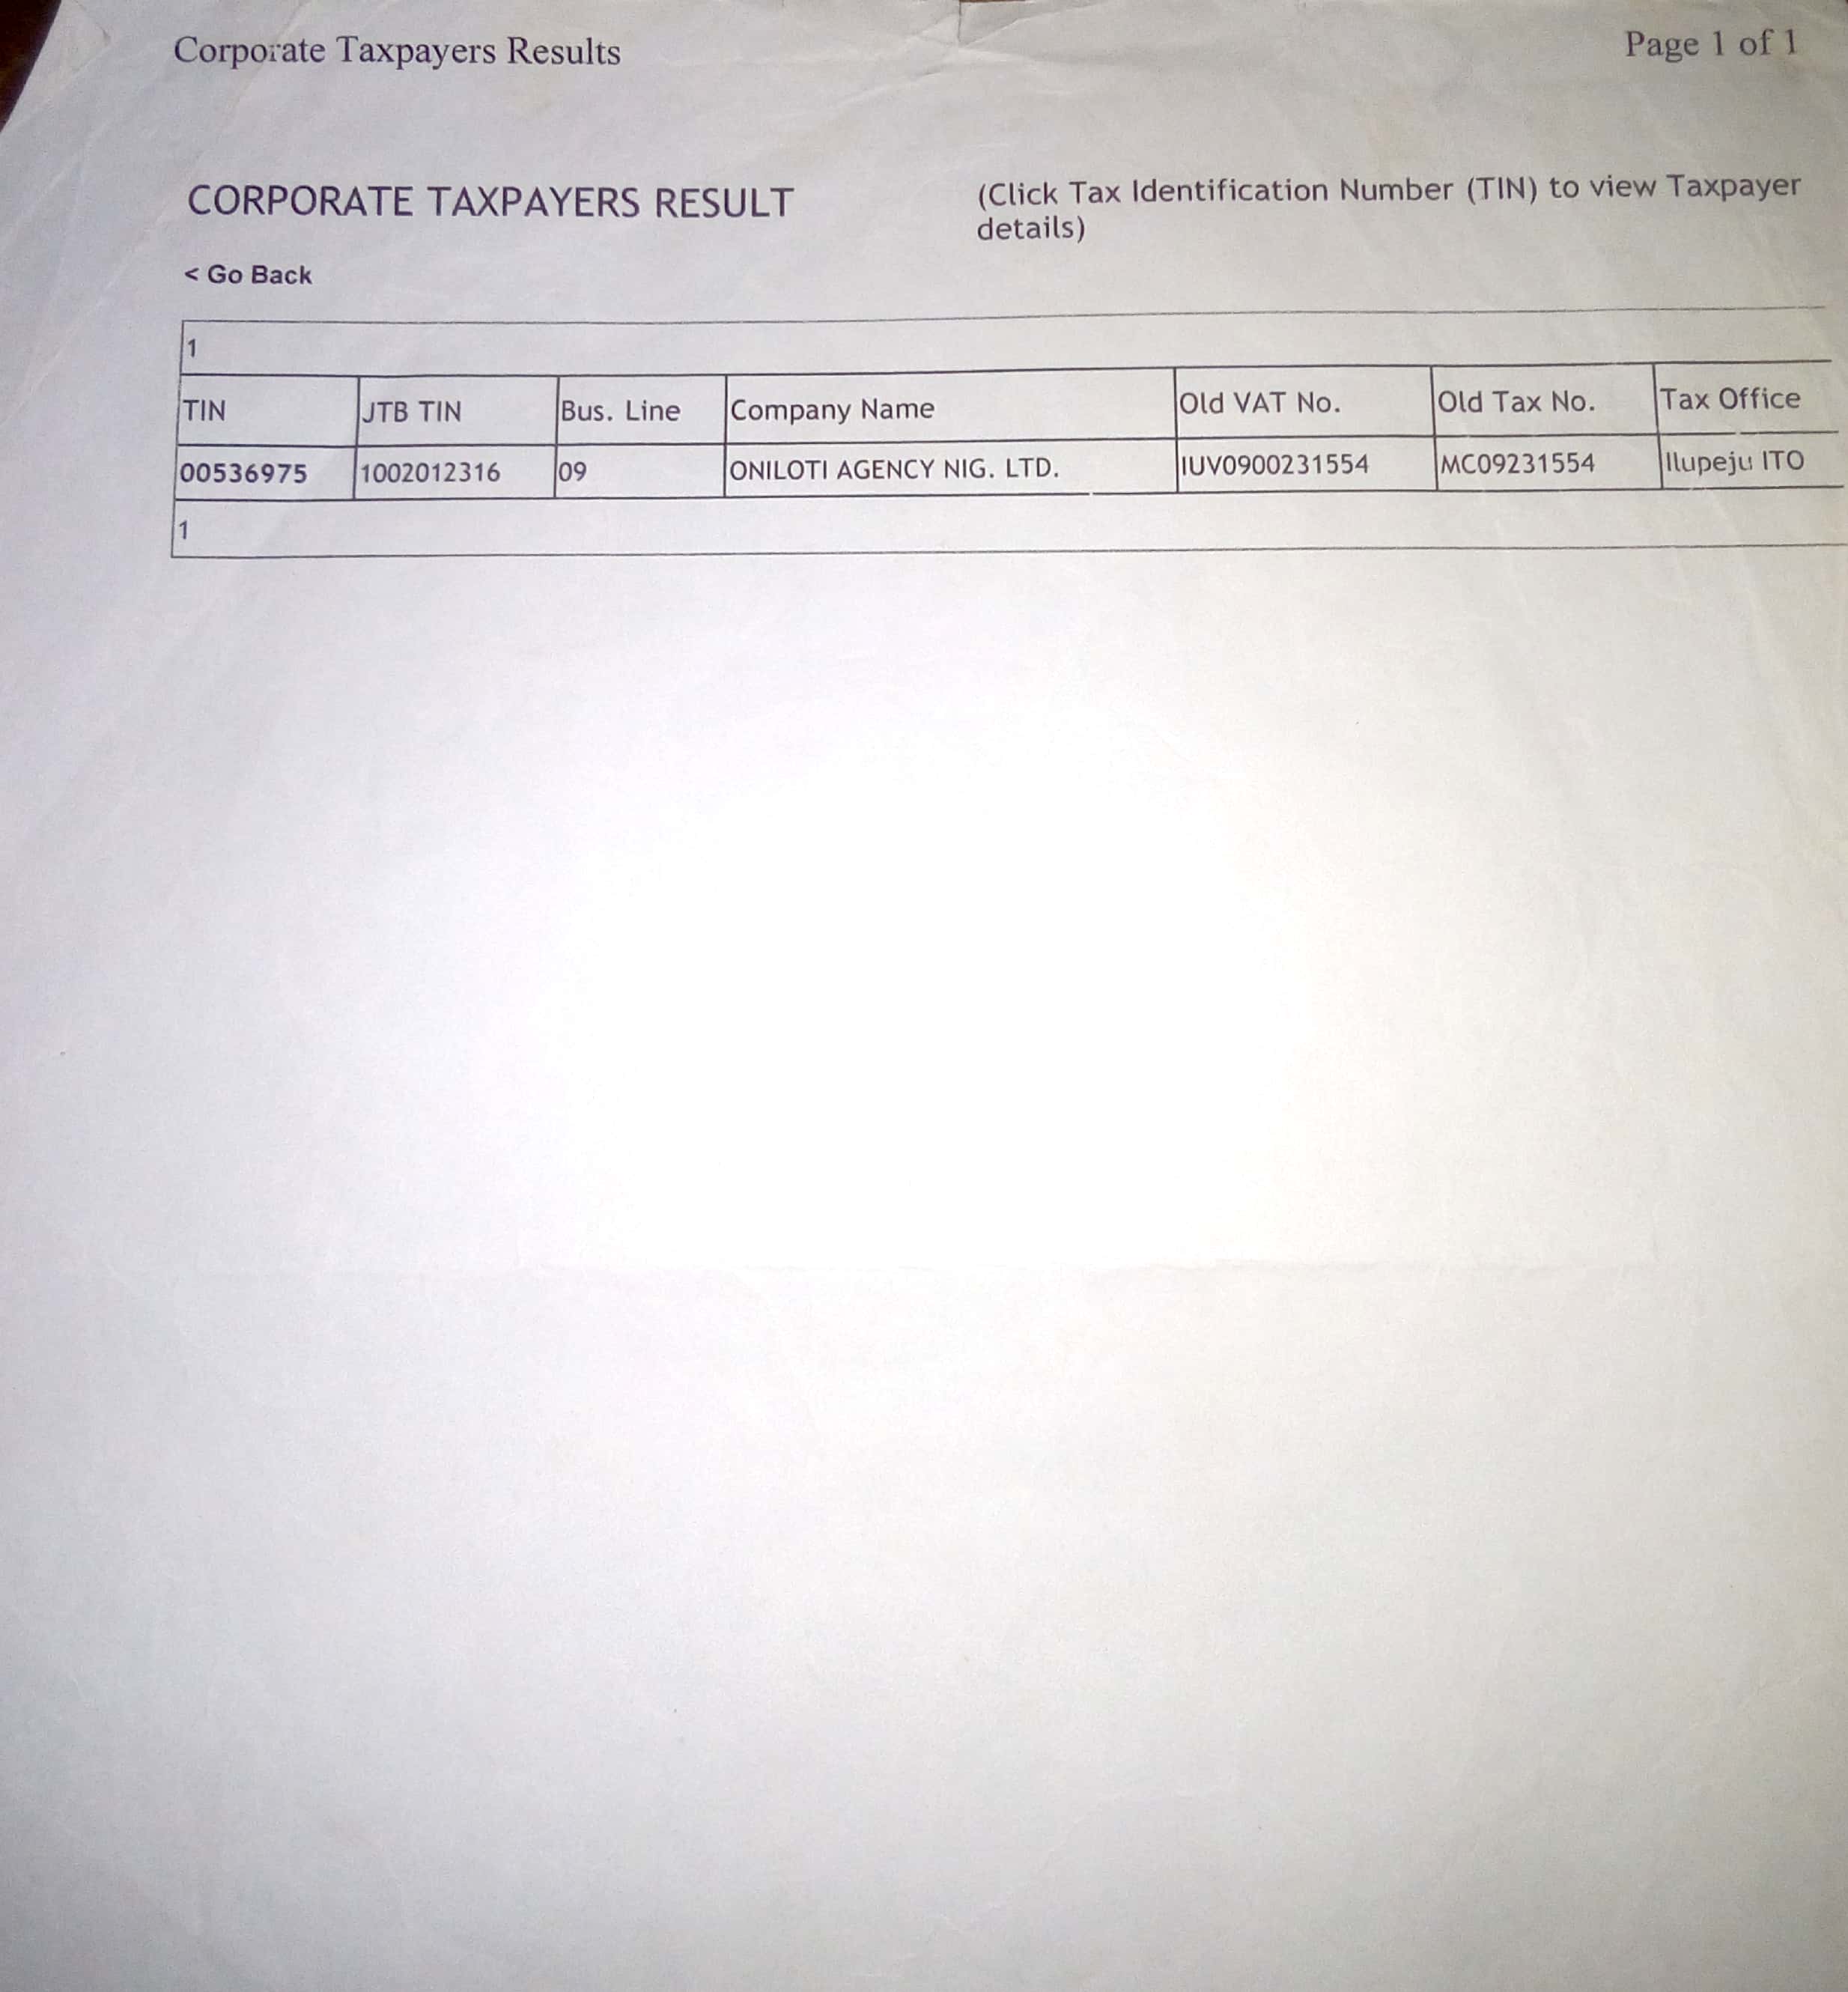 Corporate Taxpayers Results Page 1 of 1
CORPORATE TAXPAYERS RESULT (Click Tax Identification Number (TIN) to view Taxpayer
details)
< Go Back
1
TIN JTB TIN Bus. Line Company Name Old VAT No. Old Tax No. Tax Office
00536975 1002012316 09 ONILOTI AGENCY NIG. LTD. IUV0900231554 MC09231554 Ilupeju ITO
1